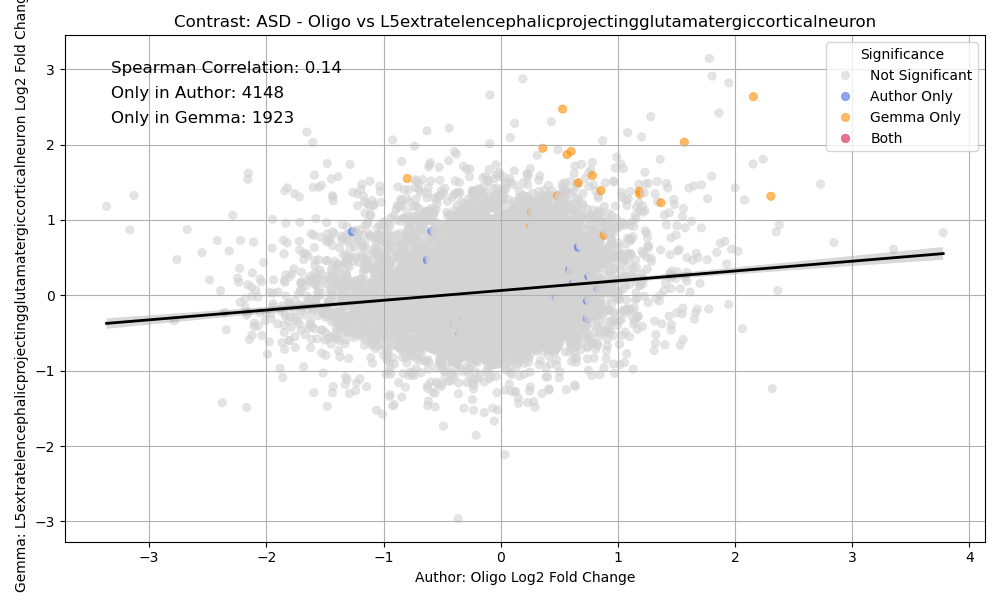 Contrast: ASD - Oligo vs L5extratelencephalicprojectingglutamatergiccorticalneuron
Gemma: L5extratelencephalicprojectingglutamatergiccorticalneuron Log2 Fold Chang
Spearman Correlation: 0.14
Only in Author: 4148
Only in Gemma: 1923
Significance
Not Significant
Author Only
Gemma Only
Both
3
2
1
0
−1
−2
−3
−3 −2 −1 0 1 2 3 4
Author: Oligo Log2 Fold Change